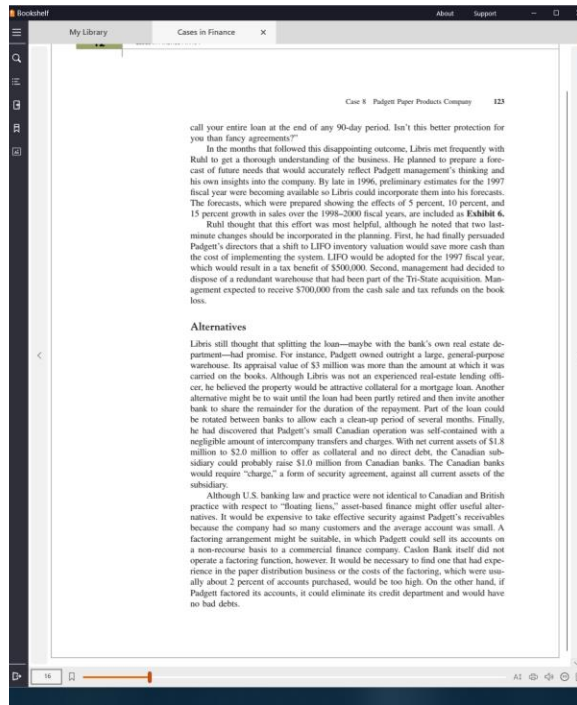 Bookshelf
About Support
My Library Cases in Finance ×
12
Case 8 Padgett Paper Products Company 123
call your entire loan at the end of any 90-day period. Isn't this better protection for
you than fancy agreements?"
In the months that followed this disappointing outcome, Libris met frequently with
Ruhl to get a thorough understanding of the business. He planned to prepare a fore-
cast of future needs that would accurately reflect Padgett management's thinking and
his own insights into the company. By late in 1996, preliminary estimates for the 1997
fiscal year were becoming available so Libris could incorporate them into his forecasts.
The forecasts, which were prepared showing the effects of 5 percent, 10 percent, and
15 percent growth in sales over the 1998–2000 fiscal years, are included as Exhibit 6.
Ruhl thought that this effort was most helpful, although he noted that two last-
minute changes should be incorporated in the planning. First, he had finally persuaded
Padgett's directors that a shift to LIFO inventory valuation would save more cash than
the cost of implementing the system. LIFO would be adopted for the 1997 fiscal year,
which would result in a tax benefit of $500,000. Second, management had decided to
dispose of a redundant warehouse that had been part of the Tri-State acquisition. Man-
agement expected to receive $700,000 from the cash sale and tax refunds on the book
loss.
Alternatives
Libris still thought that splitting the loan—maybe with the bank's own real estate de-
partment—had promise. For instance, Padgett owned outright a large, general-purpose
warehouse. Its appraisal value of $3 million was more than the amount at which it was
carried on the books. Although Libris was not an experienced real-estate lending offi-
cer, he believed the property would be attractive collateral for a mortgage loan. Another
alternative might be to wait until the loan had been partly retired and then invite another
bank to share the remainder for the duration of the repayment. Part of the loan could
be rotated between banks to allow each a clean-up period of several months. Finally,
he had discovered that Padgett's small Canadian operation was self-contained with a
negligible amount of intercompany transfers and charges. With net current assets of $1.8
million to $2.0 million to offer as collateral and no direct debt, the Canadian sub-
sidiary could probably raise $1.0 million from Canadian banks. The Canadian banks
would require "charge," a form of security agreement, against all current assets of the
subsidiary.
Although U.S. banking law and practice were not identical to Canadian and British
practice with respect to "floating liens," asset-based finance might offer useful alter-
natives. It would be expensive to take effective security against Padgett's receivables
because the company had so many customers and the average account was small. A
factoring arrangement might be suitable, in which Padgett could sell its accounts on
a non-recourse basis to a commercial finance company. Caslon Bank itself did not
operate a factoring function, however. It would be necessary to find one that had expe-
rience in the paper distribution business or the costs of the factoring, which were usu-
ally about 2 percent of accounts purchased, would be too high. On the other hand, if
Padgett factored its accounts, it could eliminate its credit department and would have
no bad debts.
16